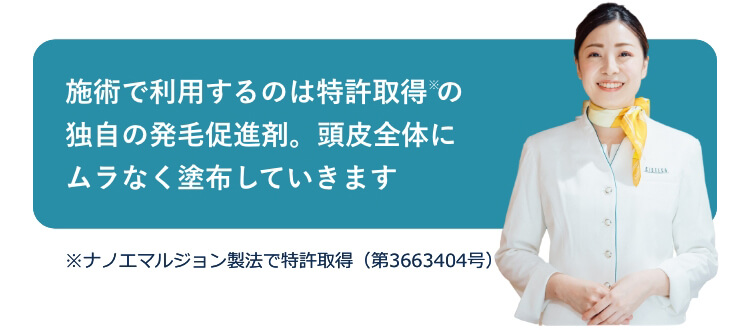 施術で利用するのは特許取得※の
独自の発毛促進剤。頭皮全体に
ムラなく塗布していきます
※ナノエマルジョン製法で特許取得（第3663404号）